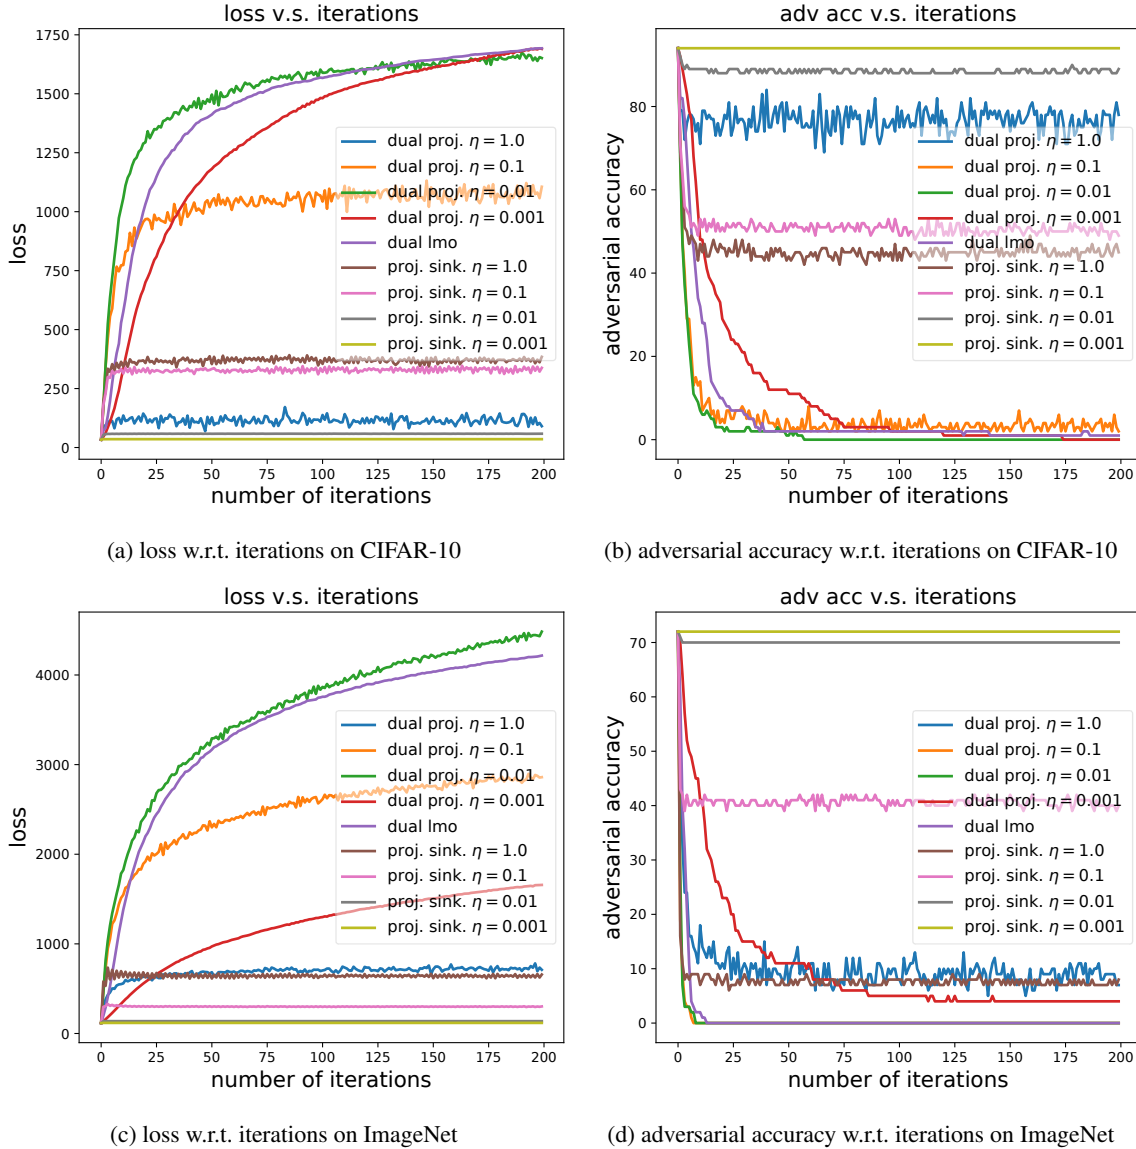 loss v.s. iterations
1750
1500
1250
1000
750
500
250
0
loss
dual proj. η = 1.0
dual proj. η = 0.1
dual proj. η = 0.01
dual proj. η = 0.001
dual lmo
proj. sink. η = 1.0
proj. sink. η = 0.1
proj. sink. η = 0.01
proj. sink. η = 0.001
0 25 50 75 100 125 150 175 200
number of iterations
(a) loss w.r.t. iterations on CIFAR-10
adv acc v.s. iterations
80
60
40
20
0
adversarial accuracy
dual proj. η = 1.0
dual proj. η = 0.1
dual proj. η = 0.01
dual proj. η = 0.001
dual lmo
proj. sink. η = 1.0
proj. sink. η = 0.1
proj. sink. η = 0.01
proj. sink. η = 0.001
0 25 50 75 100 125 150 175 200
number of iterations
(b) adversarial accuracy w.r.t. iterations on CIFAR-10
loss v.s. iterations
4000
3000
2000
1000
0
loss
dual proj. η = 1.0
dual proj. η = 0.1
dual proj. η = 0.01
dual proj. η = 0.001
dual lmo
proj. sink. η = 1.0
proj. sink. η = 0.1
proj. sink. η = 0.01
proj. sink. η = 0.001
0 25 50 75 100 125 150 175 200
number of iterations
(c) loss w.r.t. iterations on ImageNet
adv acc v.s. iterations
70
60
50
40
30
20
10
0
adversarial accuracy
dual proj. η = 1.0
dual proj. η = 0.1
dual proj. η = 0.01
dual proj. η = 0.001
dual lmo
proj. sink. η = 1.0
proj. sink. η = 0.1
proj. sink. η = 0.01
proj. sink. η = 0.001
0 25 50 75 100 125 150 175 200
number of iterations
(d) adversarial accuracy w.r.t. iterations on ImageNet